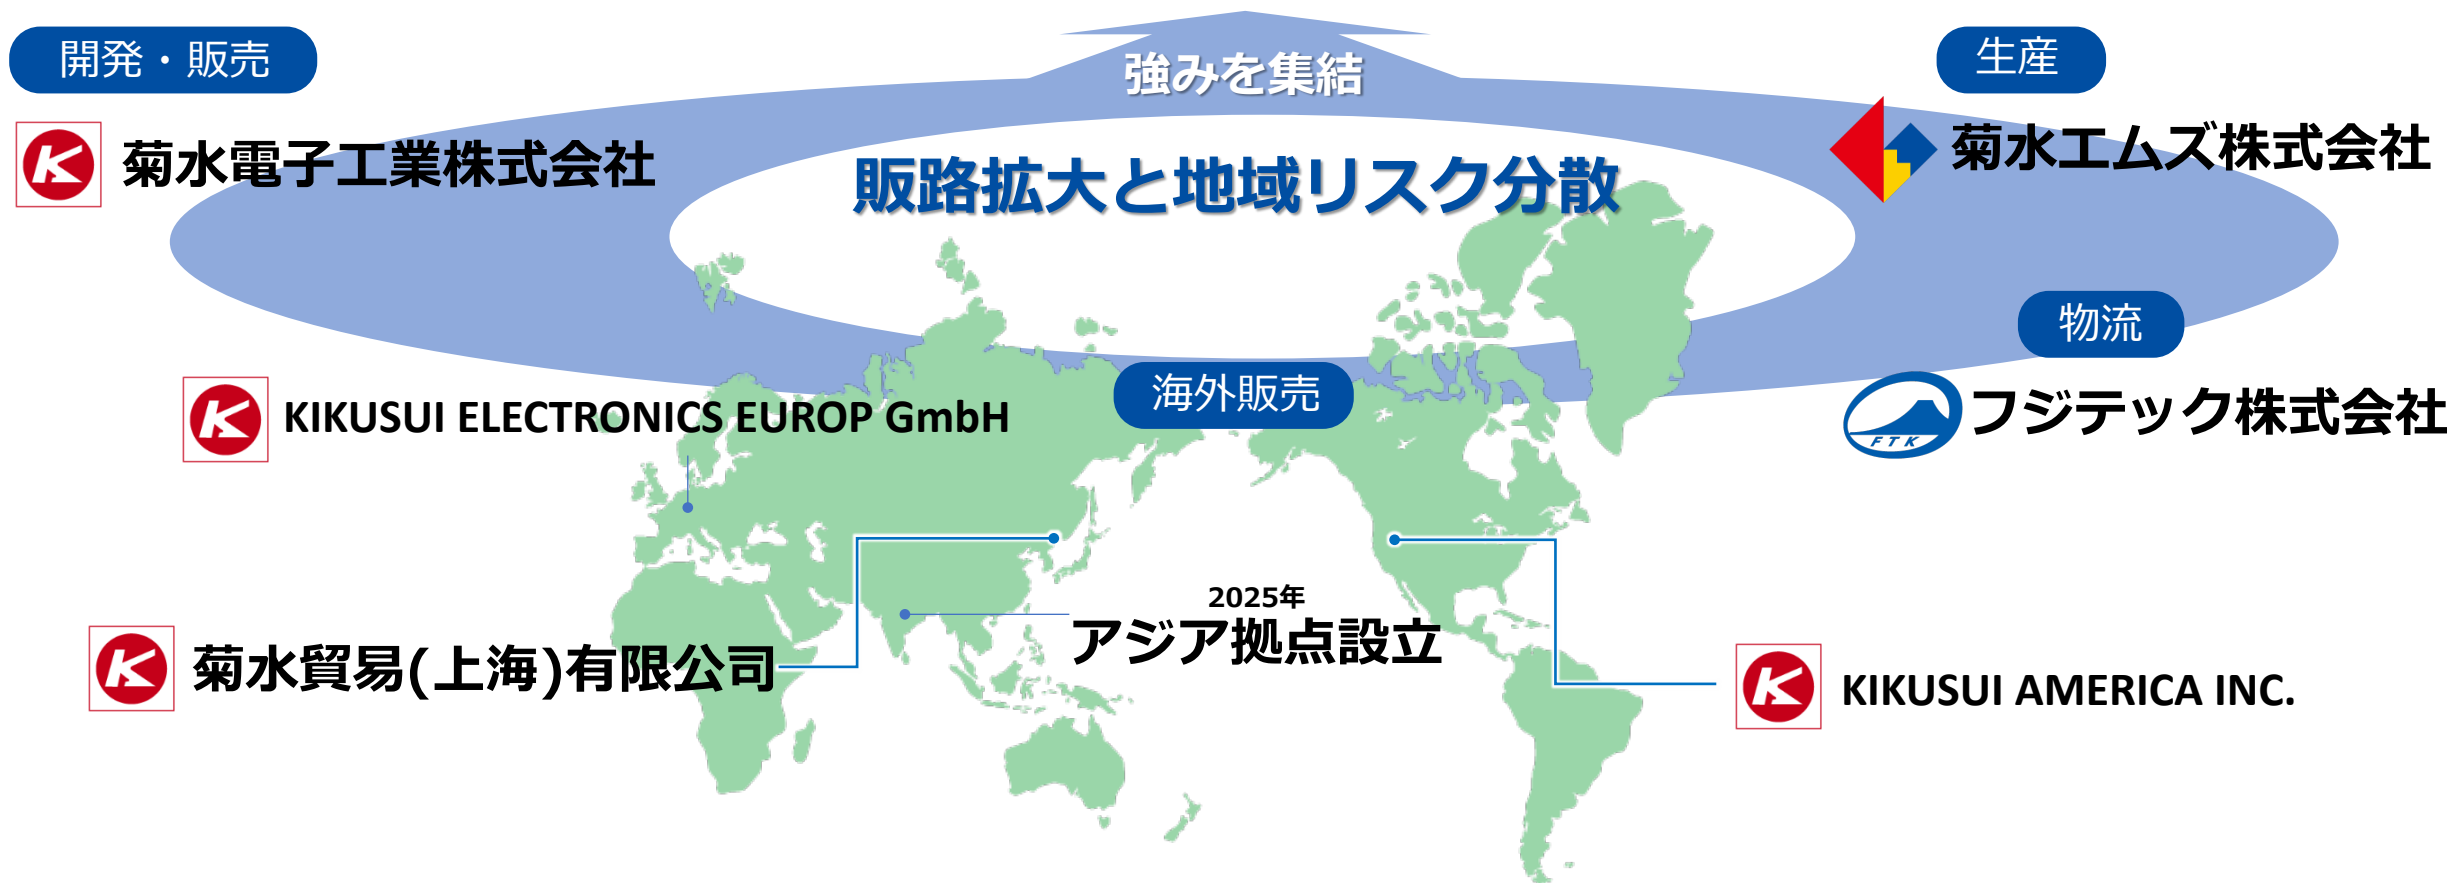 強みを集結
開発・販売
生産
菊水電子工業株式会社
菊水エムズ株式会社
販路拡大と地域リスク分散
物流
海外販売
KIKUSUI ELECTRONICS EUROP GmbH
FTK
フジテック株式会社
2025年
アジア拠点設立
菊水貿易(上海)有限公司
KIKUSUI AMERICA INC.